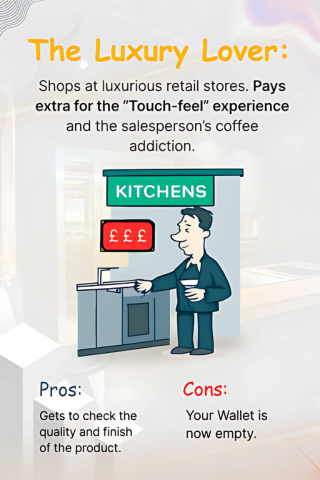 The Luxury Lover:
Shops at luxurious retail stores. Pays
extra for the “Touch-feel” experience
and the salesperson’s coffee
addiction.
KITCHENS
£ £ £
Pros:
Gets to check the
quality and finish
of the product.
Cons:
Your Wallet is
now empty.